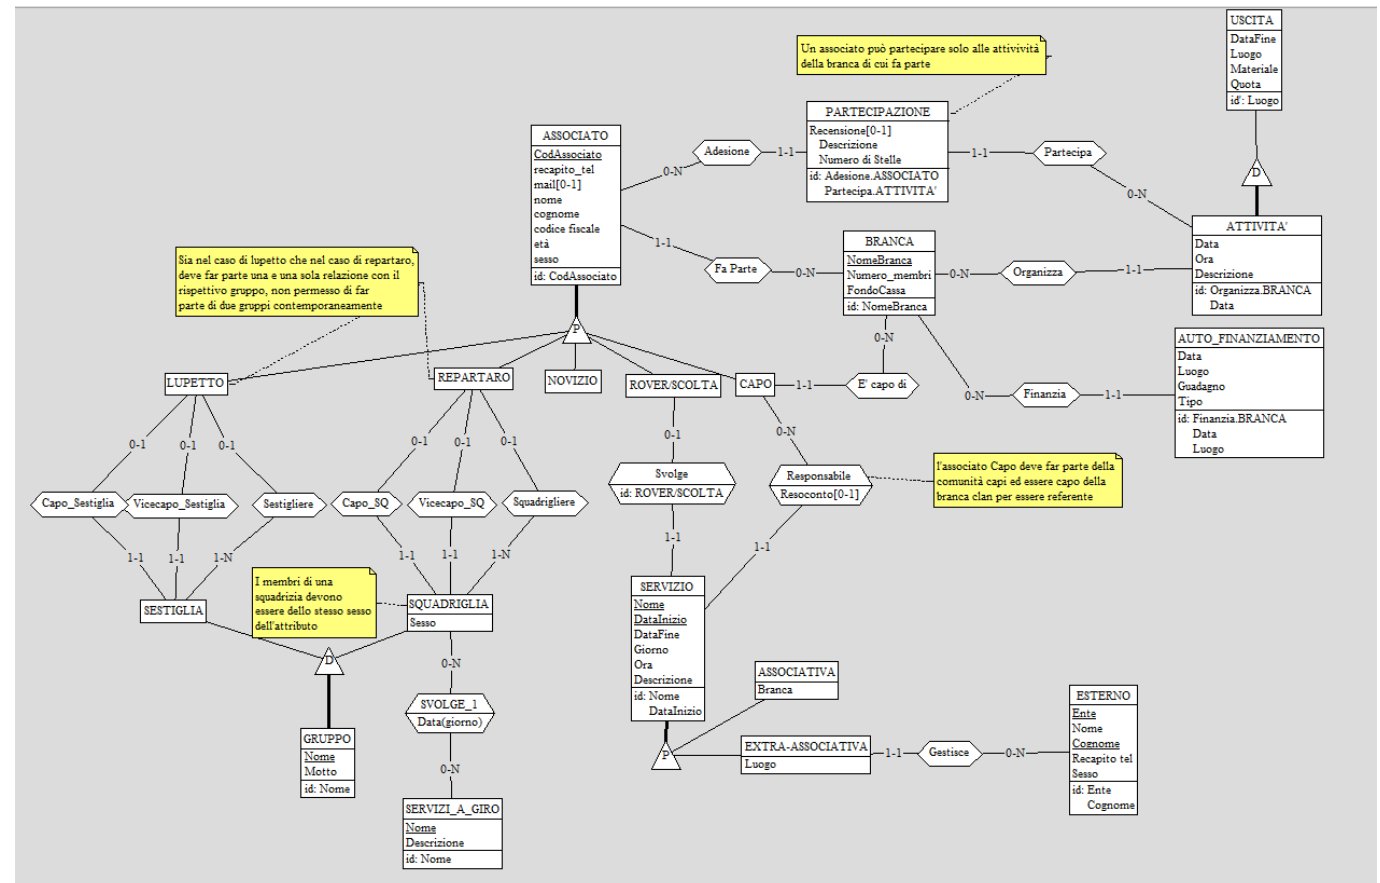 USCITA
DataFine
Luogo
Materiale
Quota
id': Luogo
D
Un associato può partecipare solo alle attivività
della branca di cui fa parte
PARTECIPAZIONE
Recensione[0-1]
Descrizione
Numero di Stelle
id: Adesione.ASSOCIATO
Partecipa.ATTIVITA'
ASSOCIATO
CodAssociato
recapito_tel
mail[0-1]
nome
cognome
codice fiscale
età
sesso
id: CodAssociato
Adesione
0-N
1-1
1-1
Partecipa
0-N
ATTIVITA'
Data
Ora
Descrizione
id: Organizza.BRANCA
Data
1-1
Fa Parte
0-N
BRANCA
NomeBranca
Numero_membri
FondoCassa
id: NomeBranca
0-N
Organizza
1-1
Sia nel caso di lupetto che nel caso di repartaro,
deve far parte una e una sola relazione con il
rispettivo gruppo, non permesso di far
parte di due gruppi contemporaneamente
P
0-N
AUTO_FINANZIAMENTO
Data
Luogo
Guadagno
Tipo
id: Finanzia.BRANCA
Data
Luogo
LUPETTO
REPARTARO
NOVIZIO
ROVER/SCOLTA
CAPO
1-1
E' capo di
0-N
Finanzia
1-1
0-1
0-1
0-1
0-1
0-1
0-1
0-1
0-N
Svolge
id: ROVER/SCOLTA
Responsabile
Resoconto[0-1]
l'associato Capo deve far parte della
comunità capi ed essere capo della
branca clan per essere referente
Capo_Sestiglia
Vicecapo_Sestiglia
Sestigliere
Capo_SQ
Vicecapo_SQ
Squadrigliere
1-1
1-1
1-N
1-1
1-1
1-N
1-1
1-1
I membri di una
squadrizia devono
essere dello stesso sesso
dell'attributo
SESTIGLIA
SQUADRIGLIA
Sesso
SERVIZIO
Nome
DataInizio
DataFine
Giorno
Ora
Descrizione
id: Nome
DataInizio
D
0-N
SVOLGE_1
Data(giorno)
0-N
GRUPPO
Nome
Motto
id: Nome
SERVIZI_A_GIRO
Nome
Descrizione
id: Nome
P
ASSOCIATIVA
Branca
EXTRA-ASSOCIATIVA
Luogo
1-1
Gestisce
0-N
ESTERNO
Ente
Nome
Cognome
Recapito tel
Sesso
id: Ente
Cognome